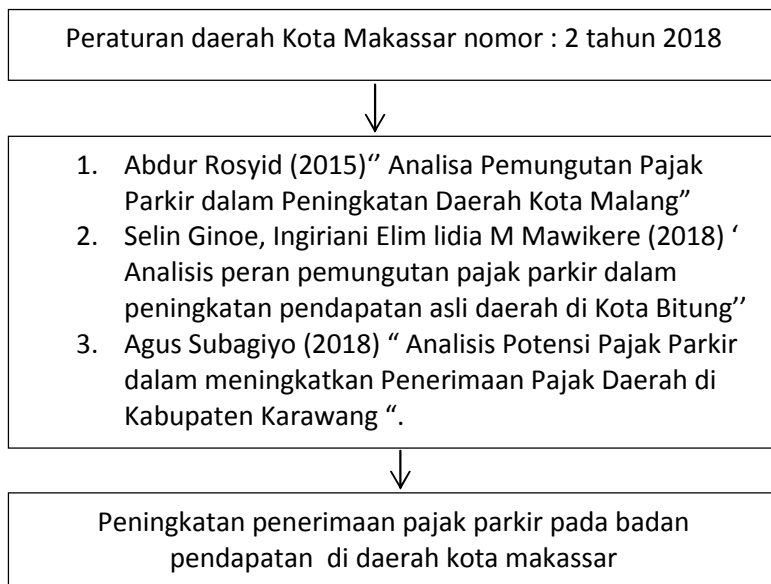 Peraturan daerah Kota Makassar nomor : 2 tahun 2018
1. Abdur Rosyid (2015)‘’ Analisa Pemungutan Pajak
Parkir dalam Peningkatan Daerah Kota Malang”
2. Selin Ginoe, Ingiriani Elim lidia M Mawikere (2018) ‘
Analisis peran pemungutan pajak parkir dalam
peningkatan pendapatan asli daerah di Kota Bitung’’
3. Agus Subagiyo (2018) “ Analisis Potensi Pajak Parkir
dalam meningkatkan Penerimaan Pajak Daerah di
Kabupaten Karawang “.
Peningkatan penerimaan pajak parkir pada badan
pendapatan di daerah kota makassar